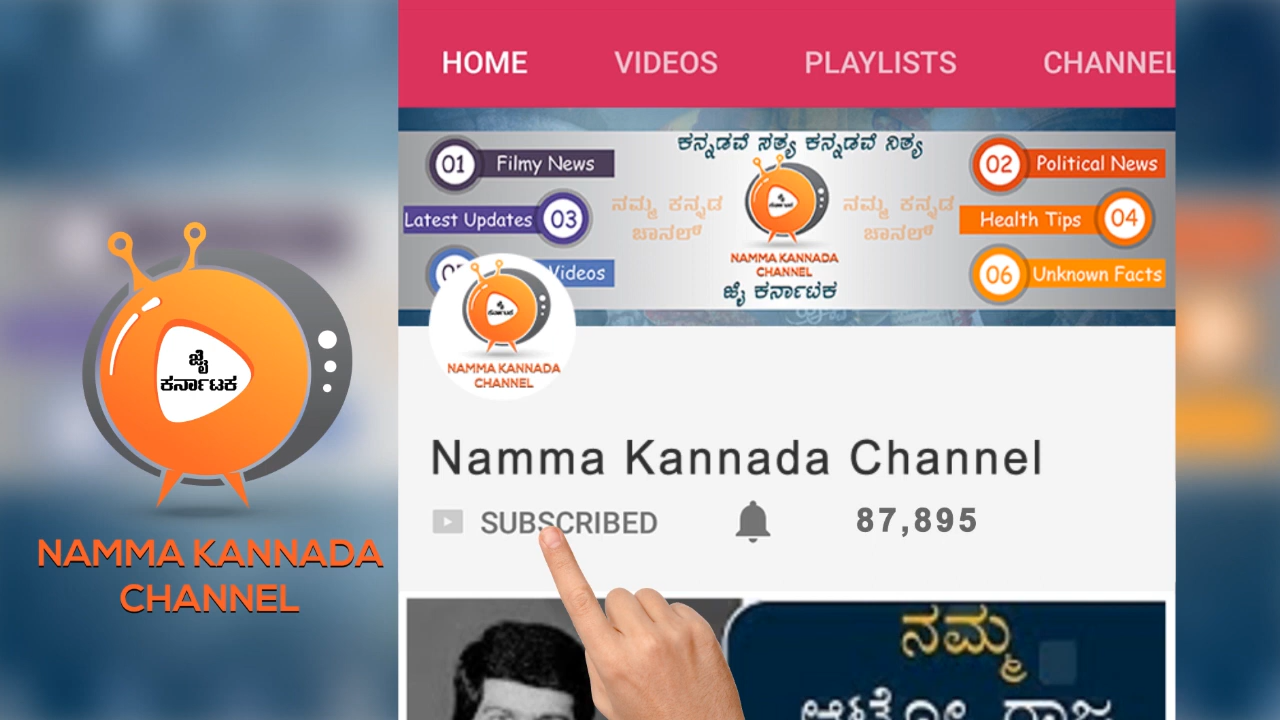 HOME VIDEOS PLAYLISTS CHANNEL
ಕನ್ನಡವೆ ಸತ್ಯ ಕನ್ನಡವೆ ನಿತ್ಯ
01 Filmy News
02 Political News
Latest Updates 03
ನಮ್ಮ ಕನ್ನಡ
ಚಾನಲ್
ನಮ್ಮ ಕನ್ನಡ
ಚಾನಲ್
Health Tips 04
Videos
NAMMA KANNADA
CHANNEL
ಜೈ ಕರ್ನಾಟಕ
06 Unknown Facts
NAMMA KANNADA
CHANNEL
ಜೈ
ಕರ್ನಾಟಕ
NAMMA KANNADA
CHANNEL
Namma Kannada Channel
SUBSCRIBED 87,895
ನಮ್ಮ
ಆಟೋ ರಾಜ